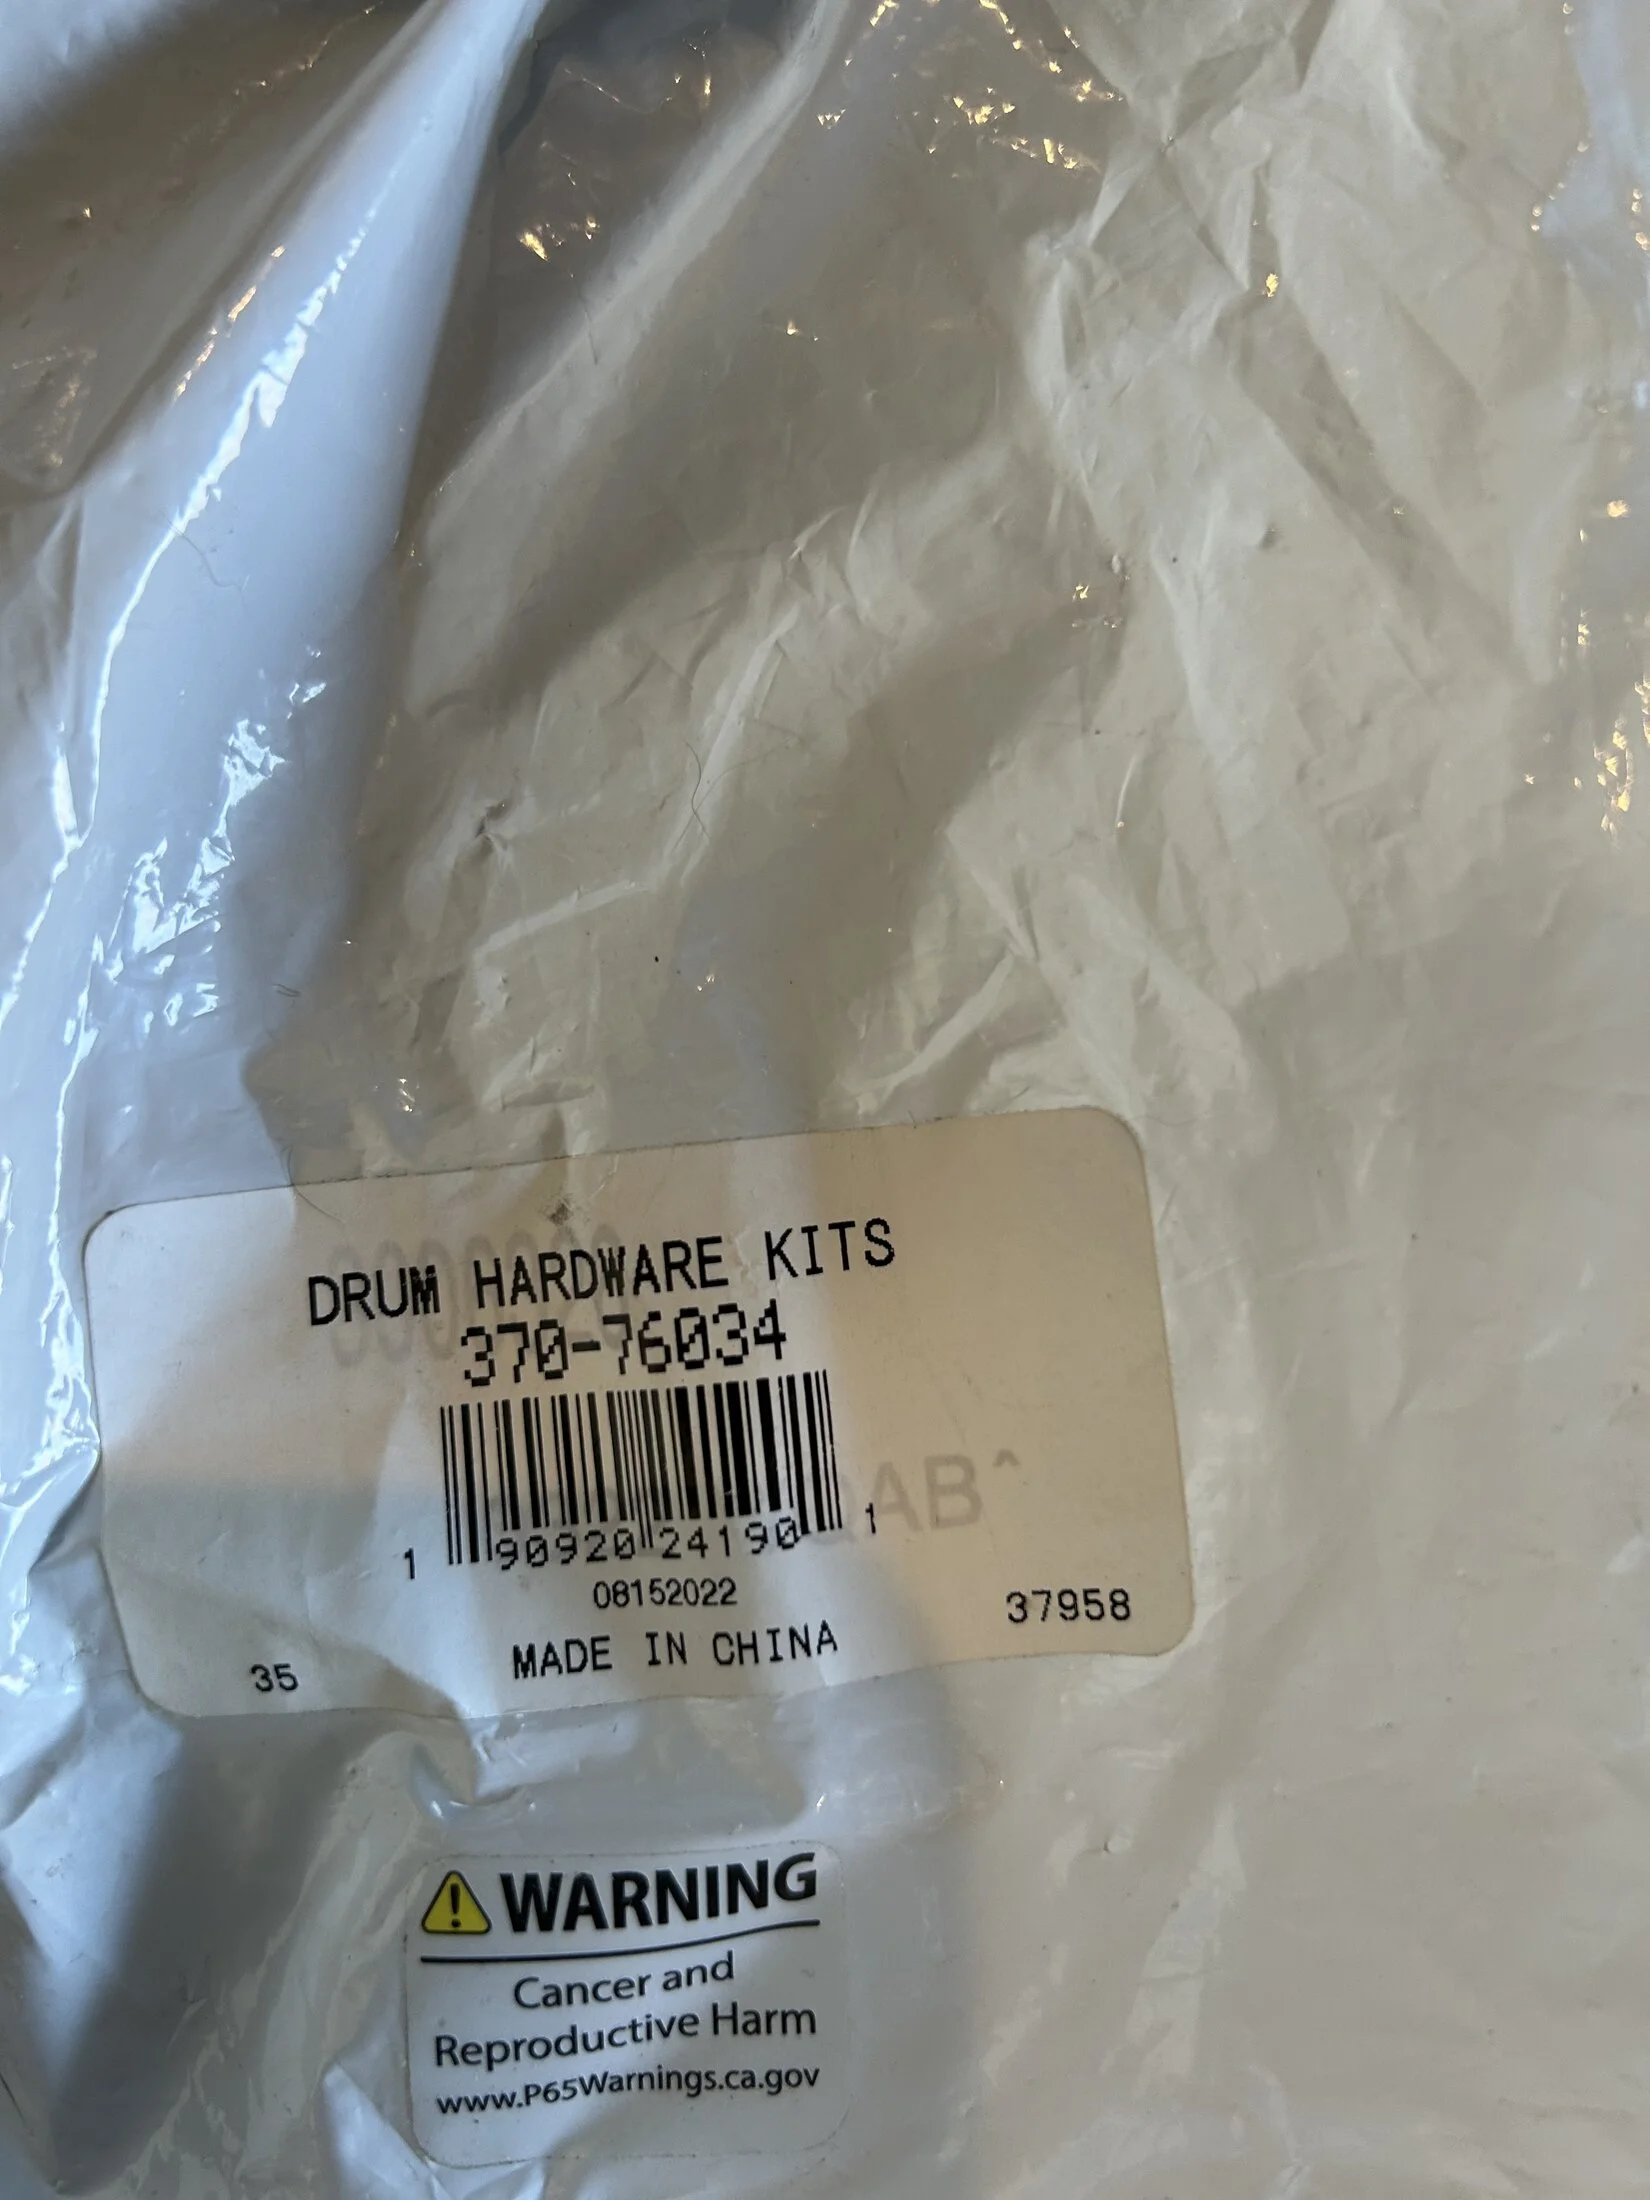 DRUM HARDWARE KITS
370-76034
1 90920 24190 1
08152022
37958
MADE IN CHINA
35
AB^
WARNING
Cancer and
Reproductive Harm
www.P65Warnings.ca.gov